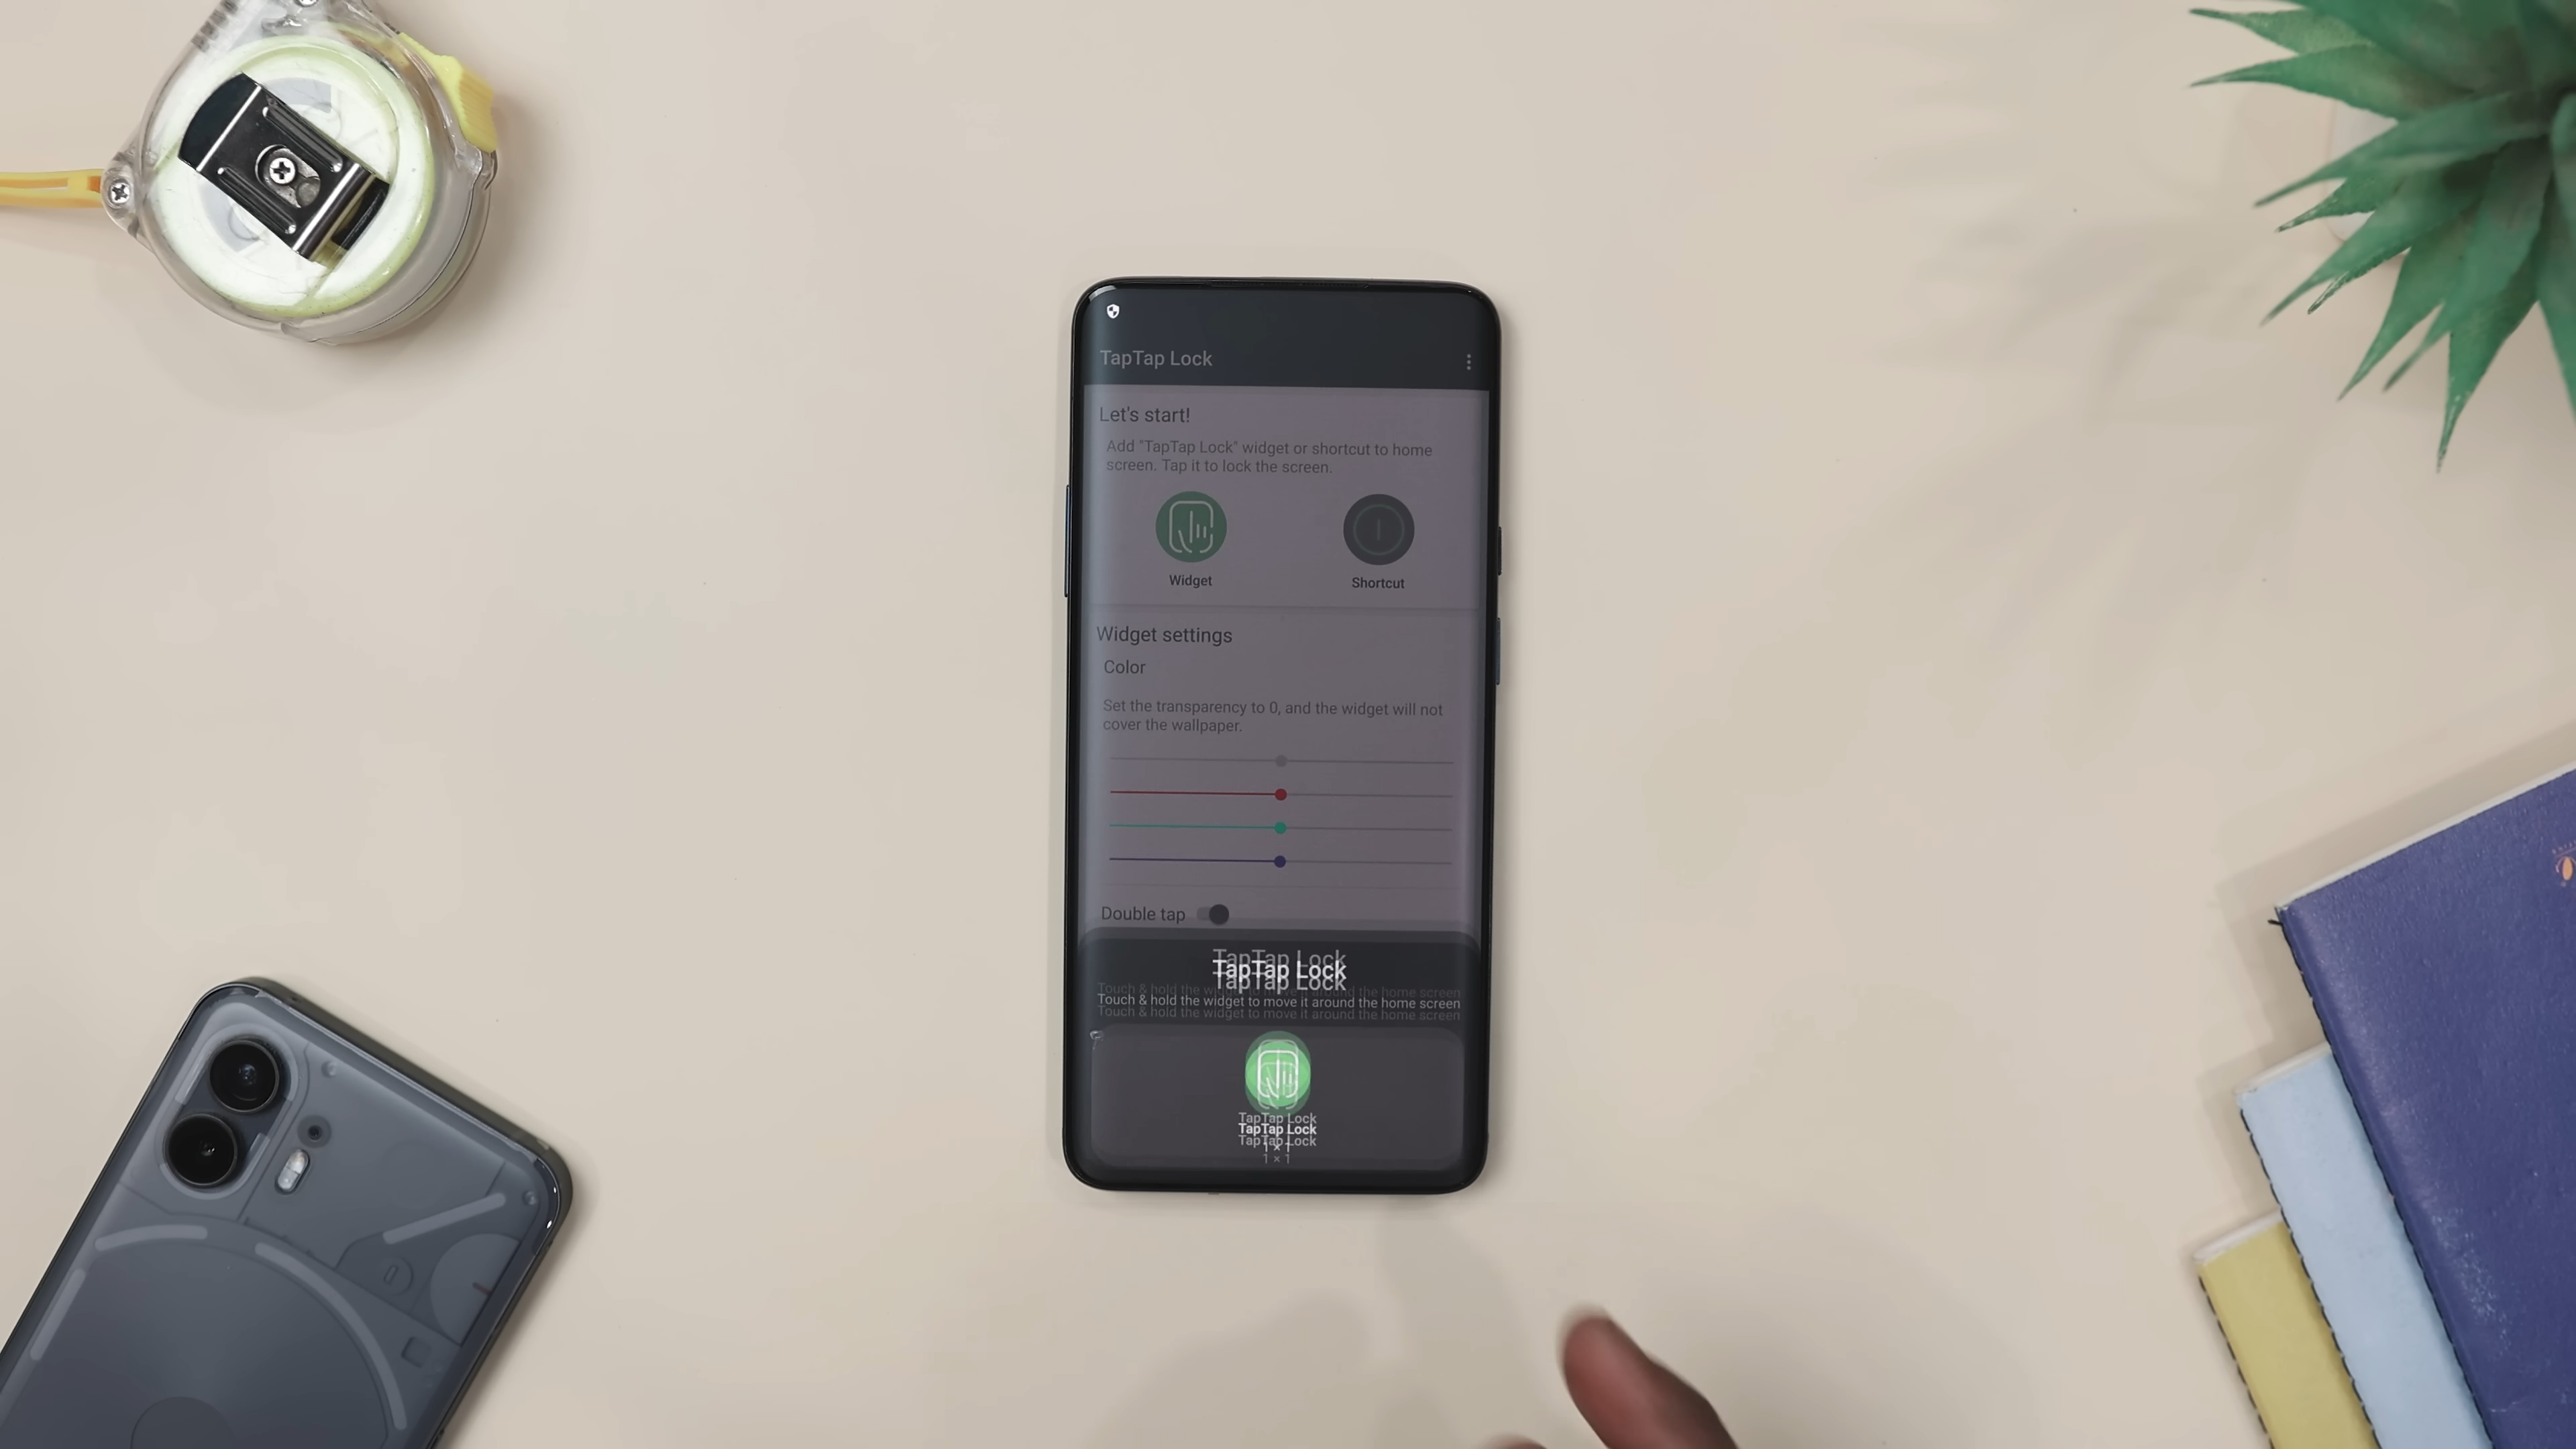 TapTap Lock
Let's start!
Add "TapTap Lock" widget or shortcut to home
screen. Tap it to lock the screen.
Widget
Shortcut
Widget settings
Color
Set the transparency to 0, and the widget will not
cover the wallpaper.
Double tap
TapTap Lock
Touch & hold the widget to move it around the home screen
TapTap Lock
1 × 1